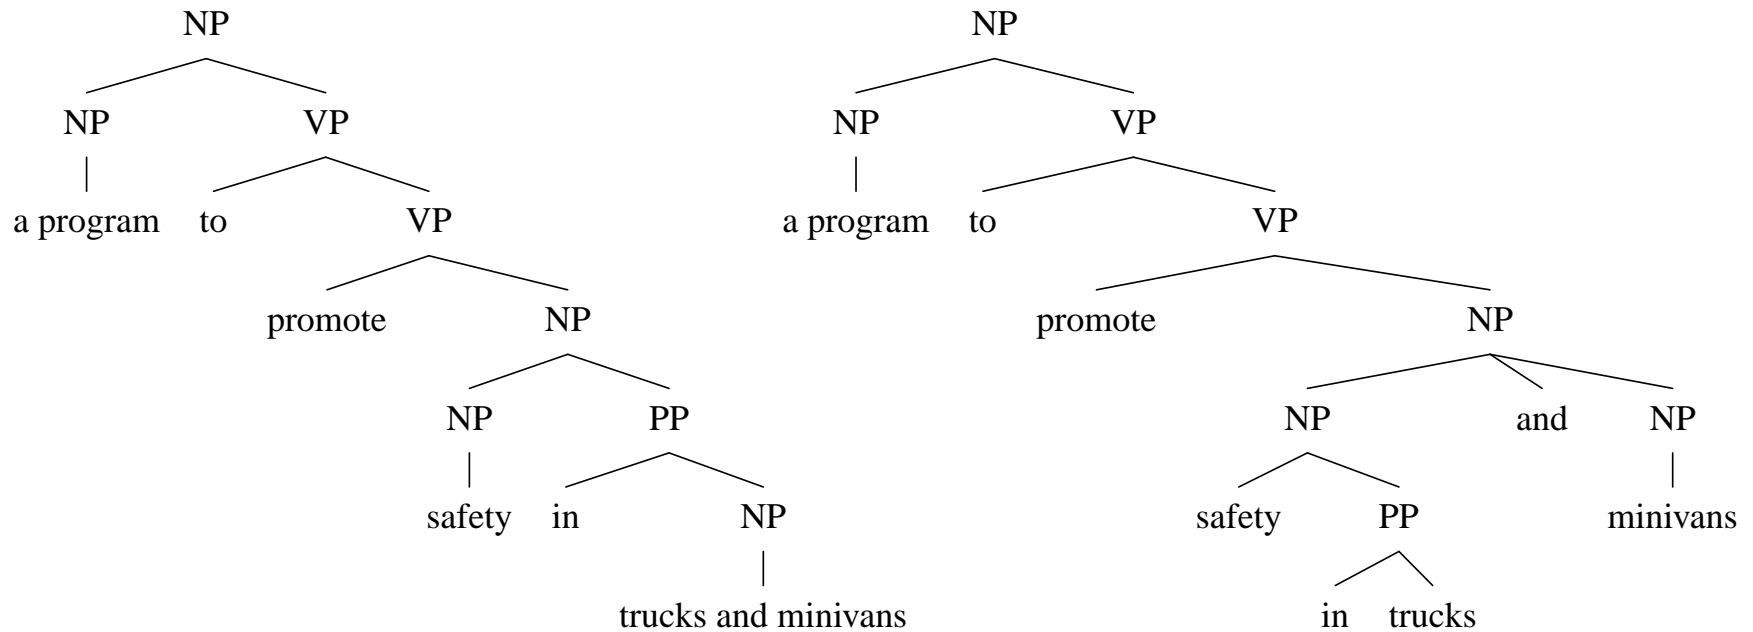 NP NP
NP VP NP VP
a program to VP a program to VP
promote NP promote NP
NP PP NP and NP
safety in NP safety PP minivans
trucks and minivans in trucks